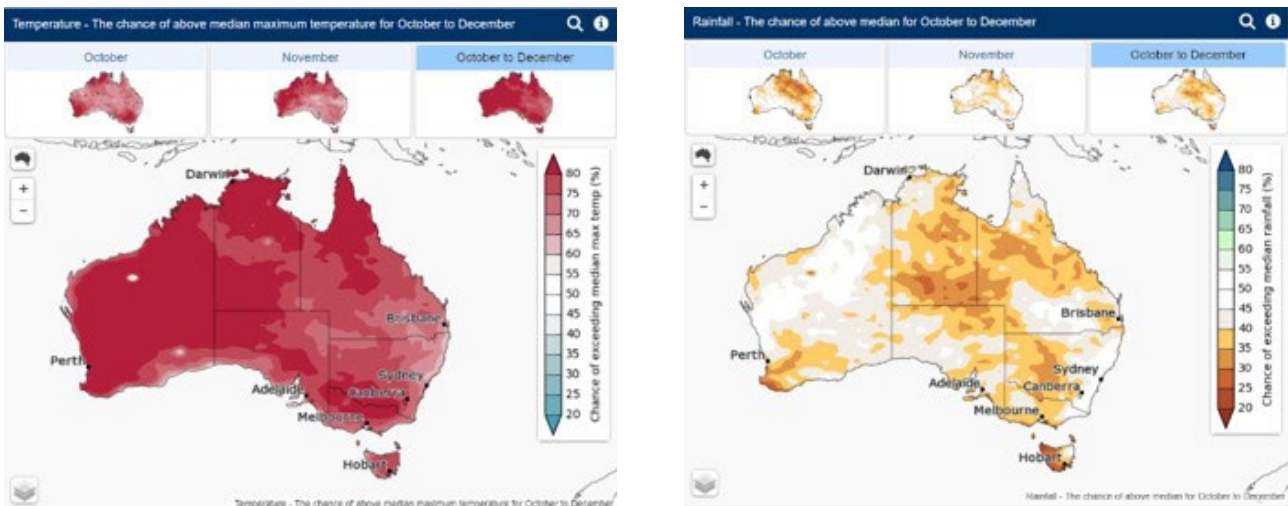 Temperature - The chance of above median maximum temperature for October to December
October
November
October to December
Darwin
Brisbane
Perth
Sydney
Adelaide
Canberra
Melbourne
Hobart
+
−
80
75
70
65
60
55
50
45
40
35
30
25
20
Chance of exceeding median max temp (%)
Temperature - The chance of above median maximum temperature for October to December
Rainfall - The chance of above median for October to December
October
November
October to December
Darwin
Brisbane
Perth
Sydney
Adelaide
Canberra
Melbourne
Hobart
+
−
80
75
70
65
60
55
50
45
40
35
30
25
20
Chance of exceeding median rainfall (%)
Rainfall - The chance of above median for October to December